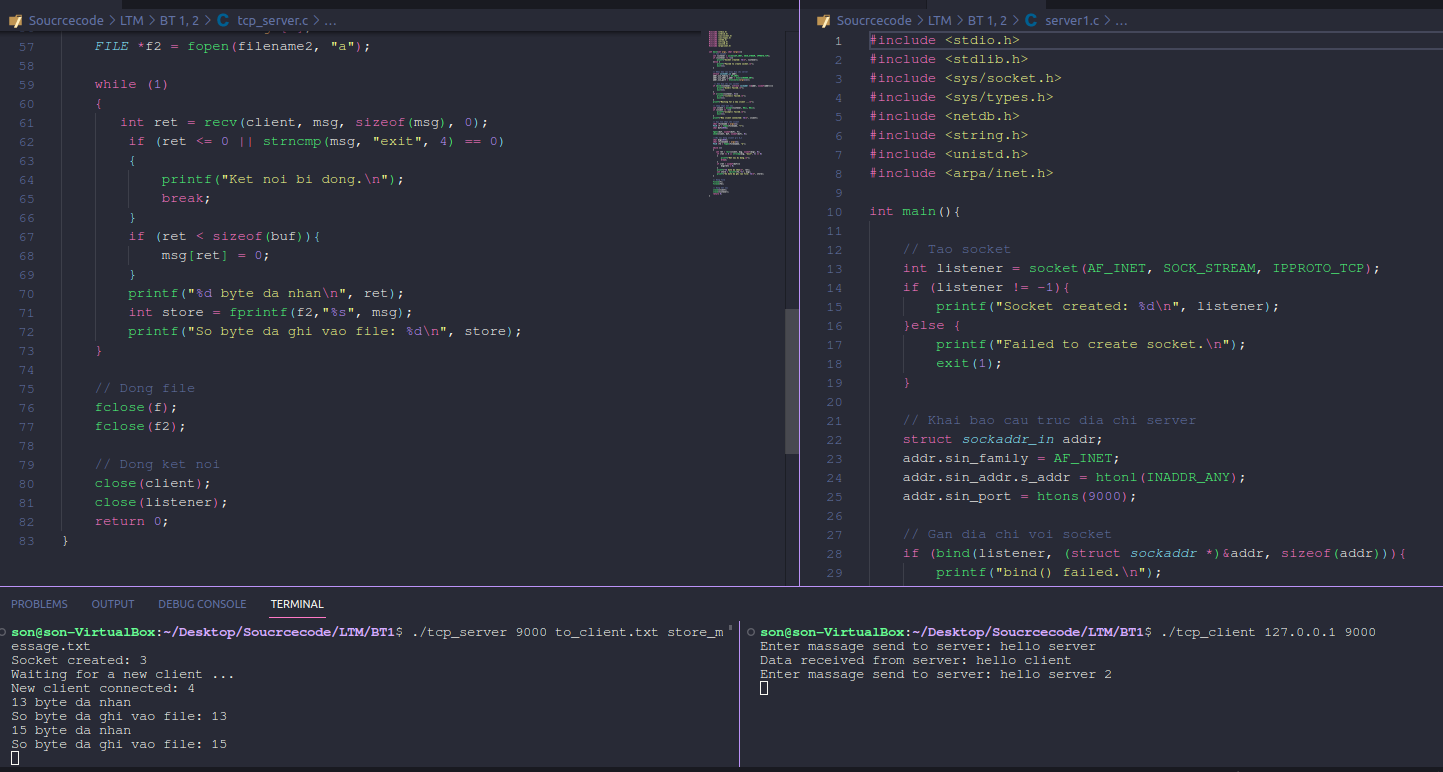 Soucrcecode > LTM > BT 1, 2 > C tcp_server.c > ...
57 FILE *f2 = fopen(filename2, "a");
58
59 while (1)
60 {
61 int ret = recv(client, msg, sizeof(msg), 0);
62 if (ret <= 0 || strncmp(msg, "exit", 4) == 0)
63 {
64 printf("Ket noi bi dong.\n");
65 break;
66 }
67 if (ret < sizeof(buf)){
68 msg[ret] = 0;
69 }
70 printf("%d byte da nhan\n", ret);
71 int store = fprintf(f2,"%s", msg);
72 printf("So byte da ghi vao file: %d\n", store);
73 }
74
75 // Dong file
76 fclose(f);
77 fclose(f2);
78
79 // Dong ket noi
80 close(client);
81 close(listener);
82 return 0;
83 }
Soucrcecode > LTM > BT 1, 2 > C server1.c > ...
1 #include <stdio.h>
2 #include <stdlib.h>
3 #include <sys/socket.h>
4 #include <sys/types.h>
5 #include <netdb.h>
6 #include <string.h>
7 #include <unistd.h>
8 #include <arpa/inet.h>
9
10 int main(){
11
12 // Tao socket
13 int listener = socket(AF_INET, SOCK_STREAM, IPPROTO_TCP);
14 if (listener != -1){
15 printf("Socket created: %d\n", listener);
16 }else {
17 printf("Failed to create socket.\n");
18 exit(1);
19 }
20
21 // Khai bao cau truc dia chi server
22 struct sockaddr_in addr;
23 addr.sin_family = AF_INET;
24 addr.sin_addr.s_addr = htonl(INADDR_ANY);
25 addr.sin_port = htons(9000);
26
27 // Gan dia chi voi socket
28 if (bind(listener, (struct sockaddr *)&addr, sizeof(addr))){
29 printf("bind() failed.\n");
PROBLEMS OUTPUT DEBUG CONSOLE TERMINAL
son@son-VirtualBox:~/Desktop/Soucrcecode/LTM/BT1$ ./tcp_server 9000 to_client.txt store_m
essage.txt
Socket created: 3
Waiting for a new client ...
New client connected: 4
13 byte da nhan
So byte da ghi vao file: 13
15 byte da nhan
So byte da ghi vao file: 15
son@son-VirtualBox:~/Desktop/Soucrcecode/LTM/BT1$ ./tcp_client 127.0.0.1 9000
Enter massage send to server: hello server
Data received from server: hello client
Enter massage send to server: hello server 2